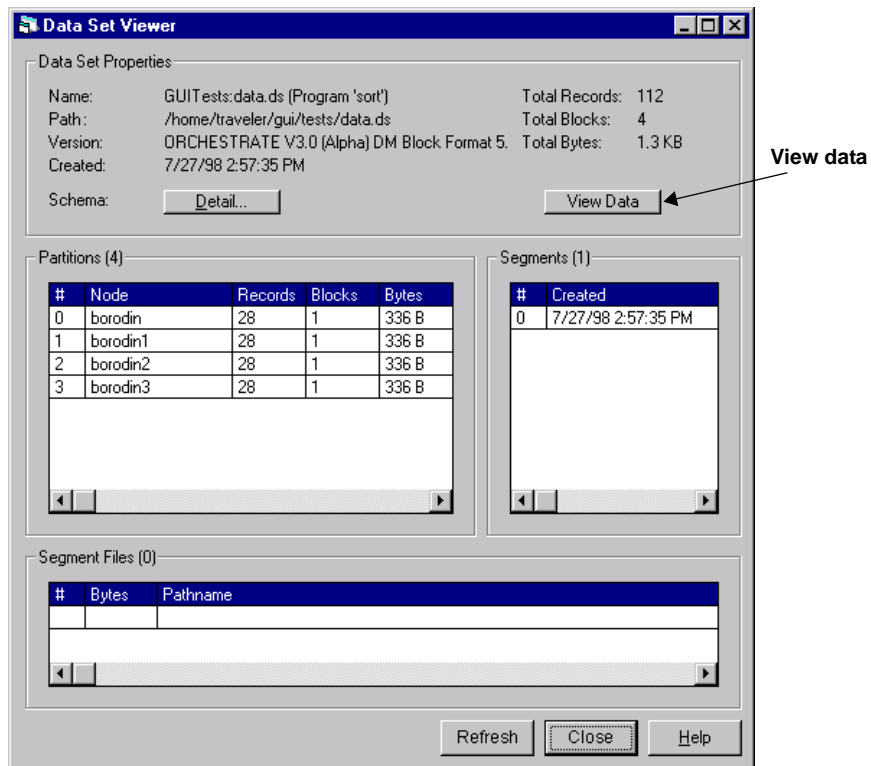 Data Set Viewer
Data Set Properties
Name: GUITests:data.ds (Program 'sort') Total Records: 112
Path: /home/traveler/gui/tests/data.ds Total Blocks: 4
Version: ORCHESTRATE V3.0 (Alpha) DM Block Format 5. Total Bytes: 1.3 KB
Created: 7/27/98 2:57:35 PM
View data
Schema: Detail... View Data
Partitions (4) Segments (1)
# Node Records Blocks Bytes # Created
0 borodin 28 1 336 B 0 7/27/98 2:57:35 PM
1 borodin1 28 1 336 B
2 borodin2 28 1 336 B
3 borodin3 28 1 336 B
Segment Files (0)
# Bytes Pathname
Refresh Close Help